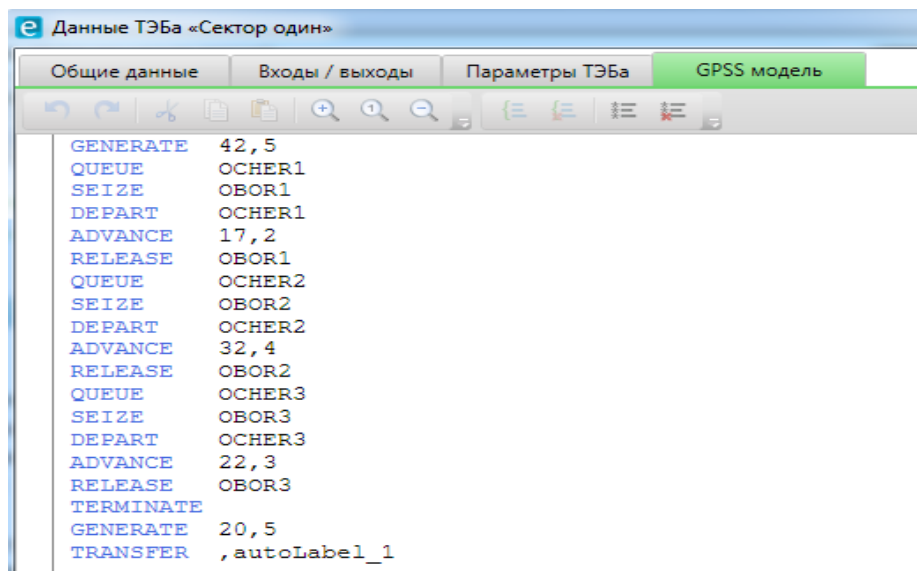 Данные ТЭБа «Сектор один»
Общие данные Входы / выходы Параметры ТЭБа GPSS модель
GENERATE 42,5
QUEUE OCHER1
SEIZE OBOR1
DEPART OCHER1
ADVANCE 17,2
RELEASE OBOR1
QUEUE OCHER2
SEIZE OBOR2
DEPART OCHER2
ADVANCE 32,4
RELEASE OBOR2
QUEUE OCHER3
SEIZE OBOR3
DEPART OCHER3
ADVANCE 22,3
RELEASE OBOR3
TERMINATE
GENERATE 20,5
TRANSFER ,autoLabel_1